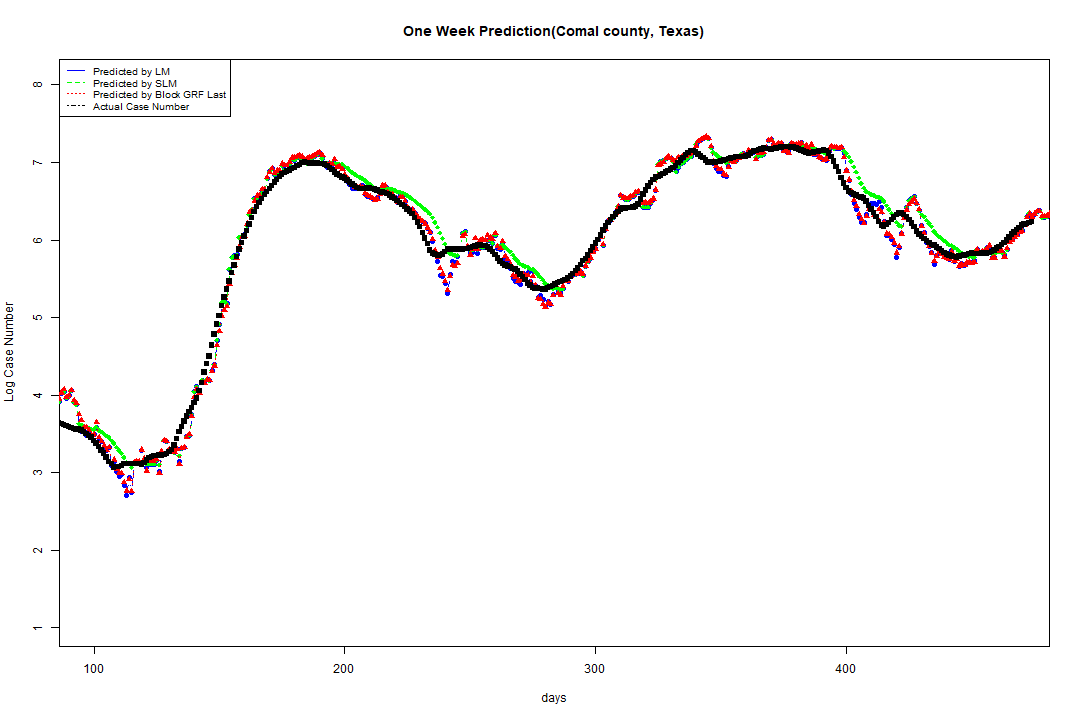 One Week Prediction(Comal county, Texas)
Predicted by LM
Predicted by SLM
Predicted by Block GRF Last
Actual Case Number
8
7
6
5
4
3
2
1
Log Case Number
100 200 300 400
days